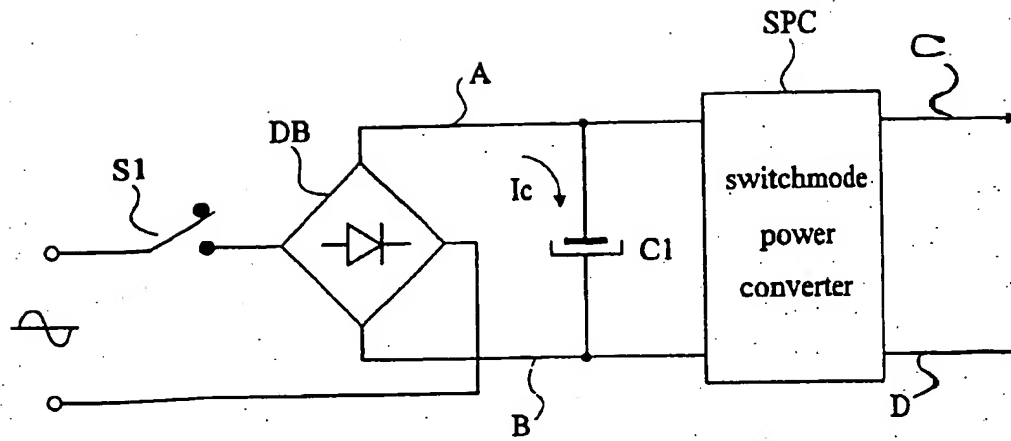 SPC
C
A
DB
S1
Ic
C1
switchmode
power
converter
B
D